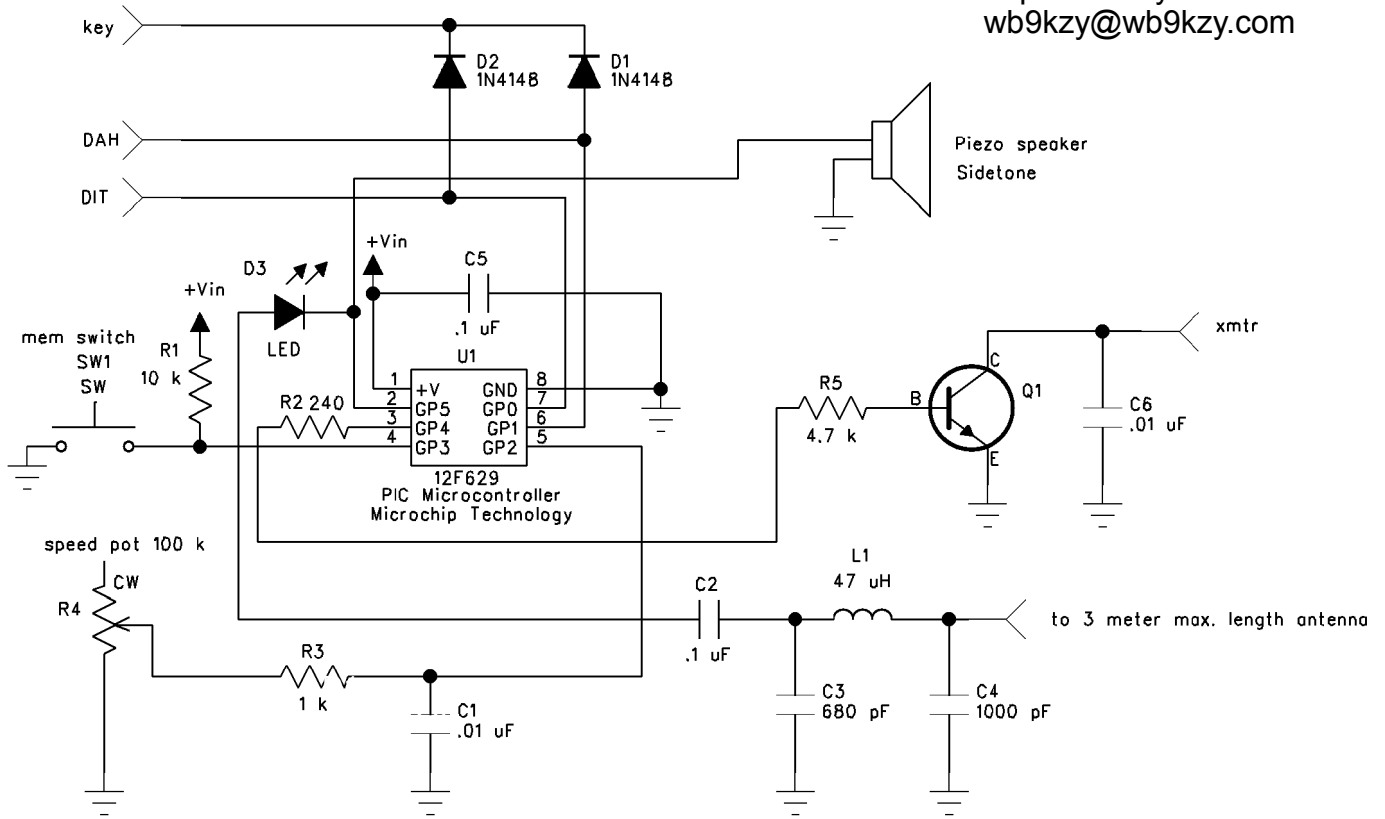 wb9kzy@wb9kzy.com
key
D2
1N4148
D1
1N4148
DAH
DIT
Piezo speaker
Sidetone
+Vin
C5
.1 uF
D3
LED
+Vin
R1
10 k
mem switch
SW1
SW
U1
1 +V GND 8
2 GP5 GP0 7
3 GP4 GP1 6
4 GP3 GP2 5
R2 240
12F629
PIC Microcontroller
Microchip Technology
xmtr
R5
4.7 k
B
C
E
Q1
C6
.01 uF
speed pot 100 k
CW
R4
R3
1 k
C1
.01 uF
C2
.1 uF
L1
47 uH
to 3 meter max. length antenna
C3
680 pF
C4
1000 pF